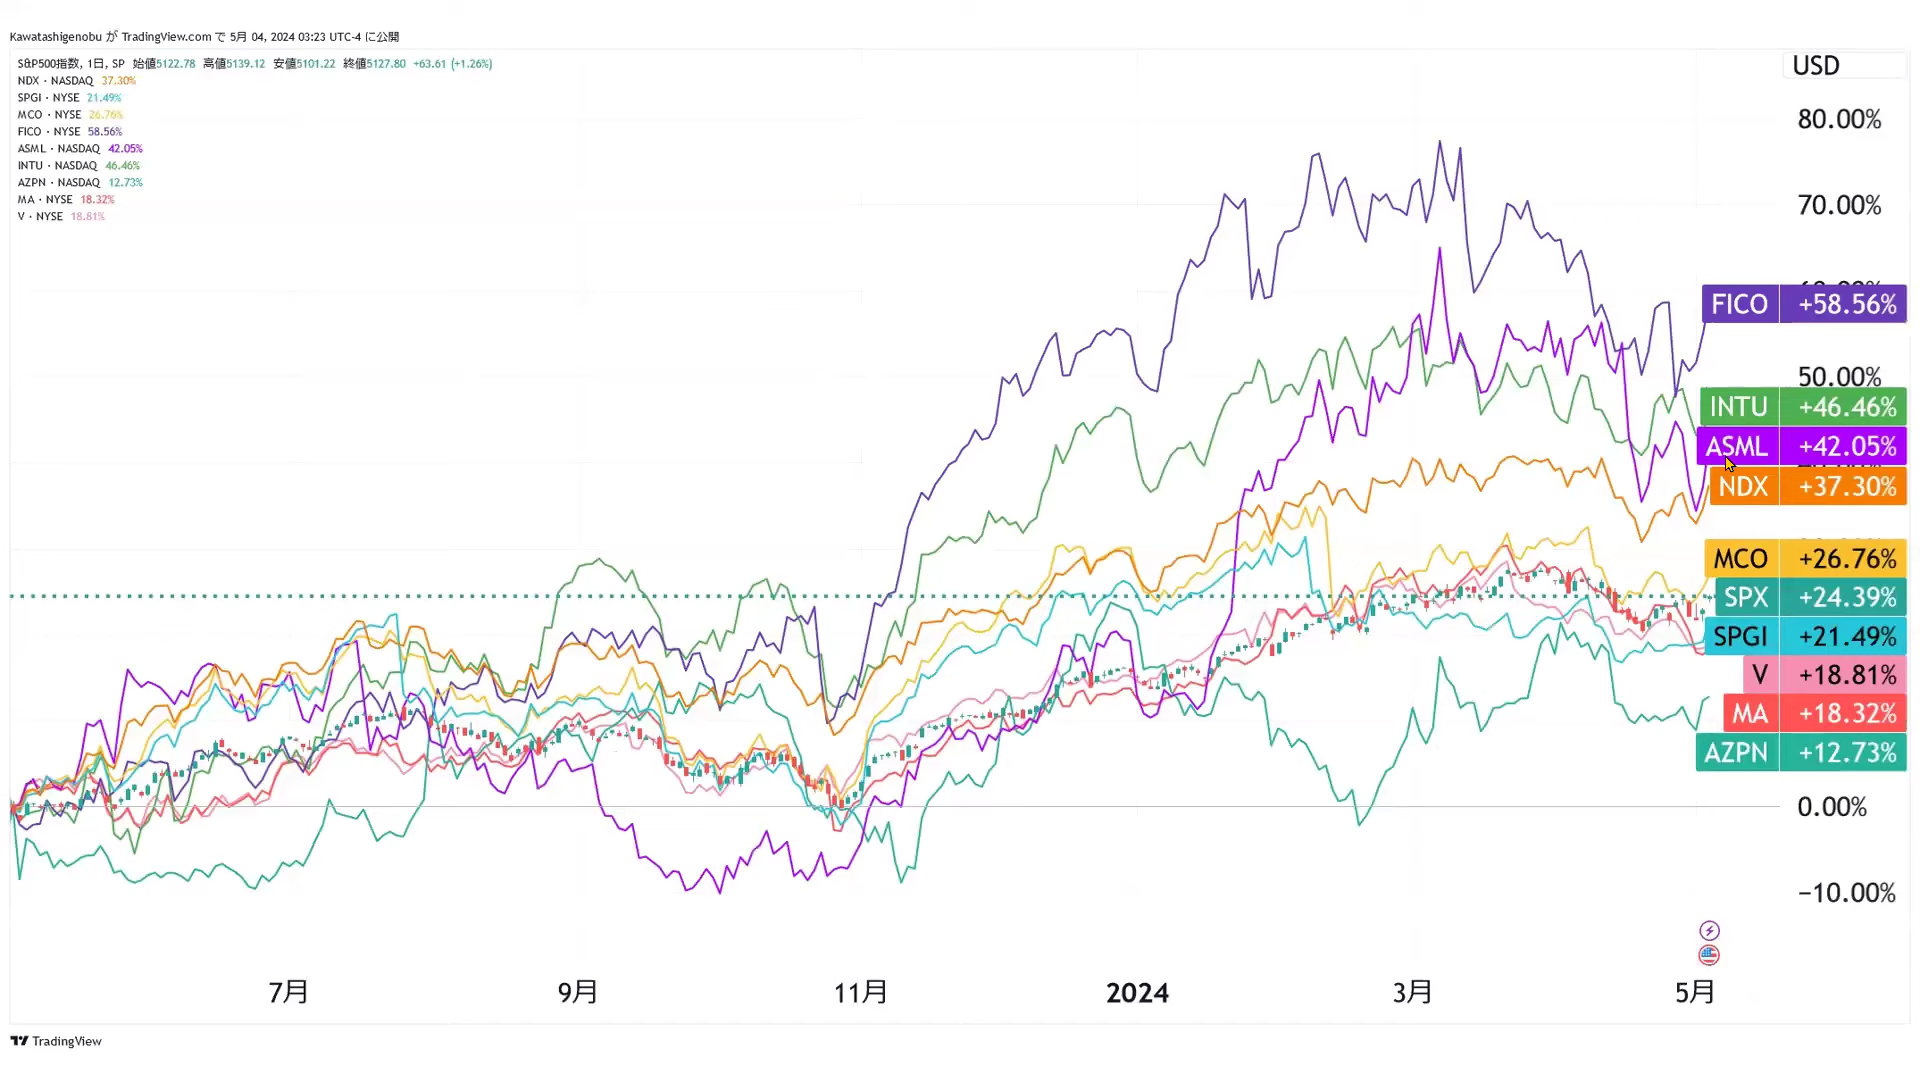 Kawatashigenobu が TradingView.com で 5月 04, 2024 03:23 UTC-4 に公開
S&P500指数, 1日, SP 始値5122.78 高値5139.12 安値5101.22 終値5127.80 +63.61 (+1.26%)
NDX · NASDAQ 37.30%
SPGI · NYSE 21.49%
MCO · NYSE 26.76%
FICO · NYSE 58.56%
ASML · NASDAQ 42.05%
INTU · NASDAQ 46.46%
AZPN · NASDAQ 12.73%
MA · NYSE 18.32%
V · NYSE 18.81%
USD
80.00%
70.00%
FICO +58.56%
50.00%
INTU +46.46%
ASML +42.05%
NDX +37.30%
MCO +26.76%
SPX +24.39%
SPGI +21.49%
V +18.81%
MA +18.32%
AZPN +12.73%
0.00%
−10.00%
7月 9月 11月 2024 3月 5月
TradingView